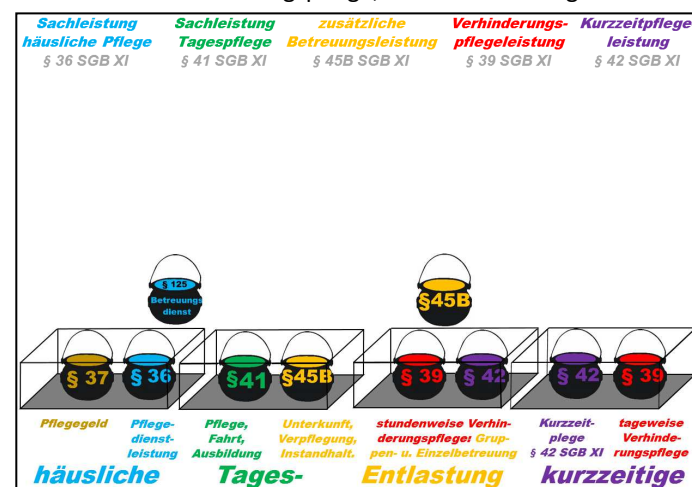 Sachleistung häusliche Pflege § 36 SGB XI
Sachleistung Tagespflege § 41 SGB XI
zusätzliche Betreuungsleistung § 45B SGB XI
Verhinderungs-
pflegeleistung
§ 39 SGB XI
Kurzzeitpflege
leistung
§ 42 SGB XI
§ 125
Betreuungs
dienst
§45B
§ 37
§ 36
§41
§45B
§ 39
§ 42
§ 42
§ 39
Pflegegeld
Pflege-
dienst-
leistung
Pflege,
Fahrt,
Ausbildung
Unterkunft,
Verpflegung,
Instandhalt.
stundenweise Verhin-
derungspflege: Grup-
pen- u. Einzelbetreuung
Kurzzeit-
plege
§ 42 SGB XI
tageweise
Verhinde-
rungspflege
häusliche
Tages-
Entlastung
kurzzeitige